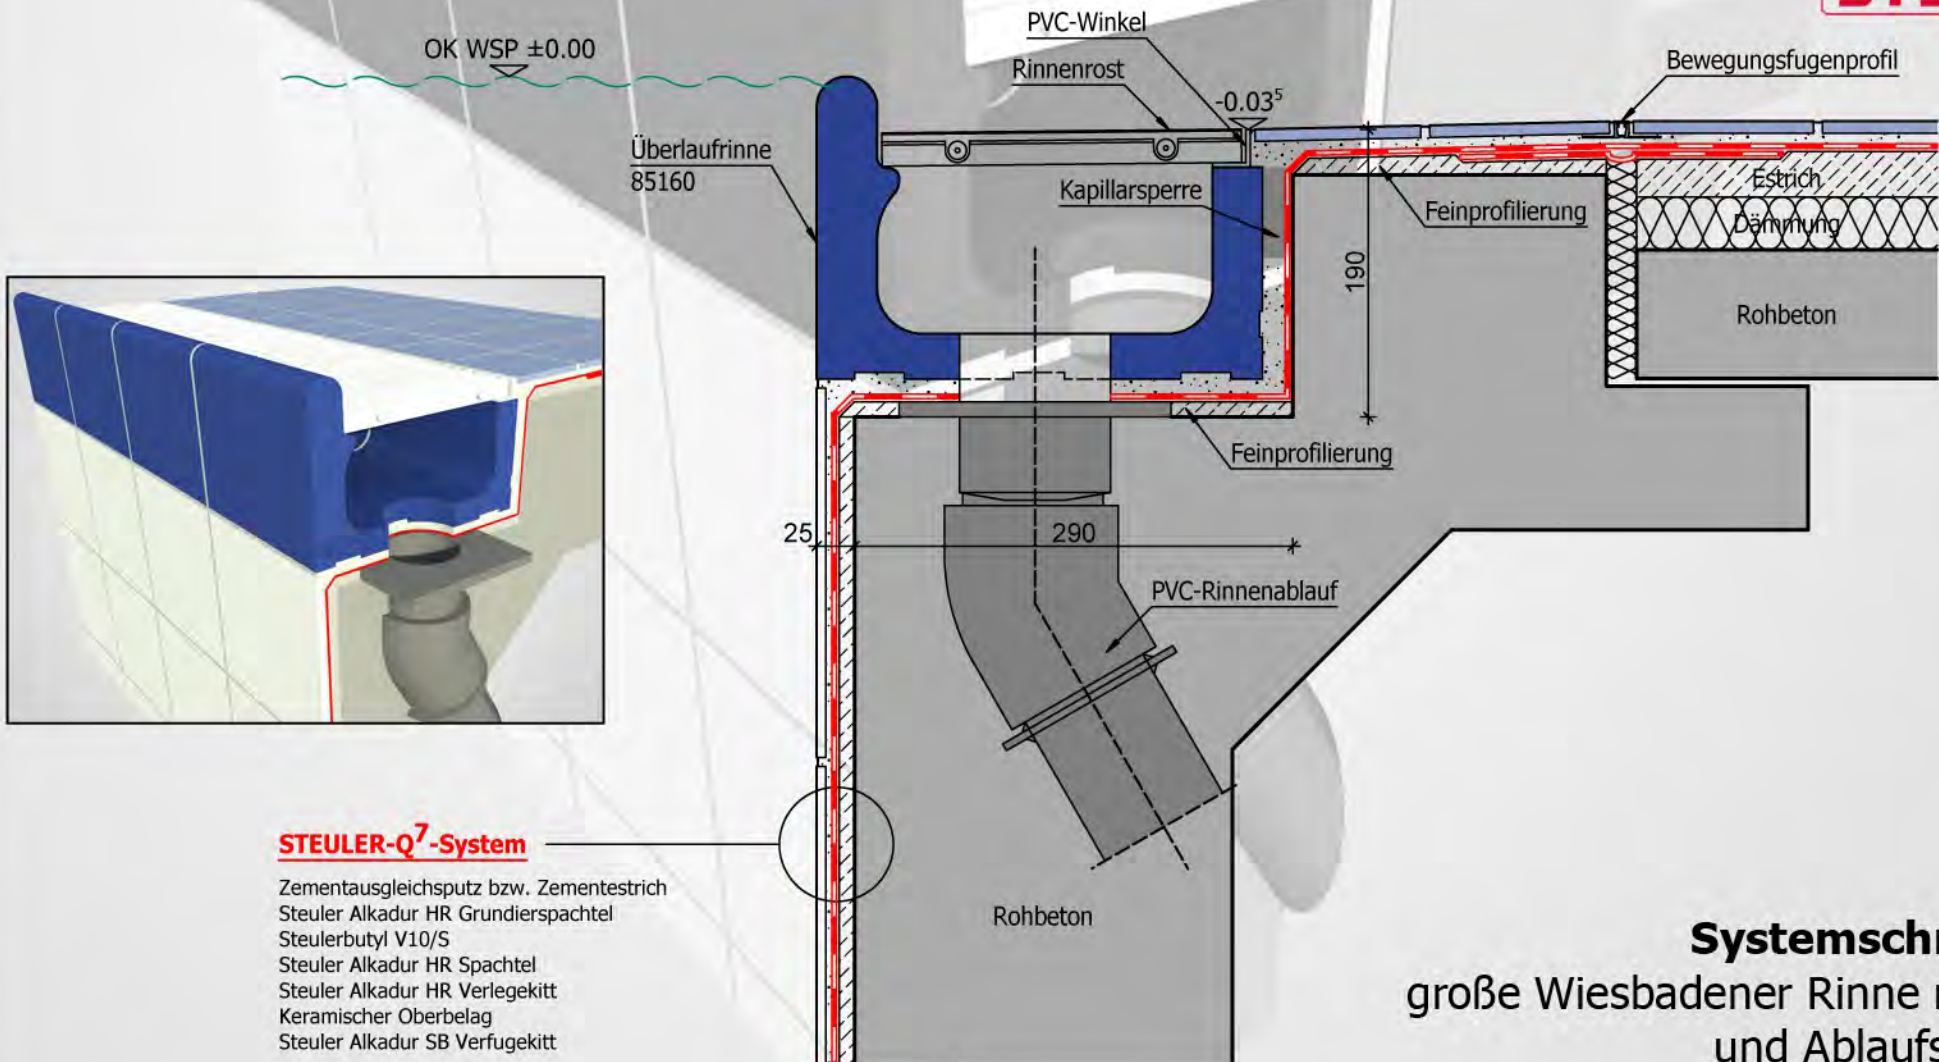 OK WSP ±0.00
PVC-Winkel
Rinnenrost
-0.03⁵
Bewegungsfugenprofil
Überlaufrinne
85160
Kapillarsperre
Feinprofilierung
Estrich
Dämmung
190
Rohbeton
Feinprofilierung
25
290
PVC-Rinnenablauf
STEULER-Q⁷-System
Zementausgleichsputz bzw. Zementestrich
Steuler Alkadur HR Grundierspachtel
Steulerbutyl V10/S
Steuler Alkadur HR Spachtel
Steuler Alkadur HR Verlegekitt
Keramischer Oberbelag
Steuler Alkadur SB Verfugekitt
Rohbeton
große Wiesbadener Rinne
und